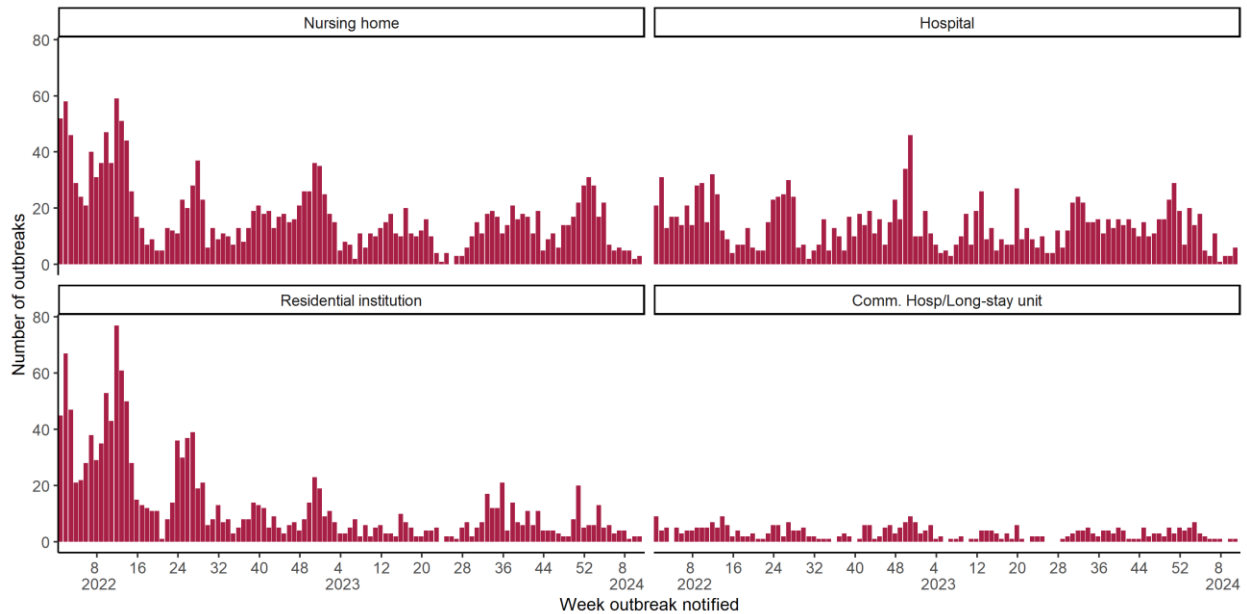 Nursing home
Hospital
80
60
40
20
0
Residential institution
Comm. Hosp/Long-stay unit
80
60
40
20
0
Number of outbreaks
8 16 24 32 40 48 4 12 20 28 36 44 52 8
8 16 24 32 40 48 4 12 20 28 36 44 52 8
2022 2023 2024
2022 2023 2024
Week outbreak notified